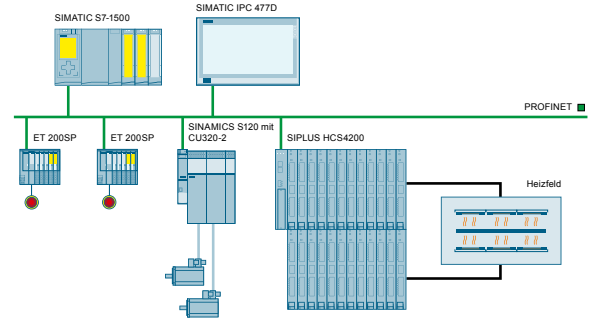 SIMATIC S7-1500
SIMATIC IPC 477D
PROFINET
ET 200SP
ET 200SP
SINAMICS S120 mit
CU320-2
SIPLUS HCS4200
Heizfeld